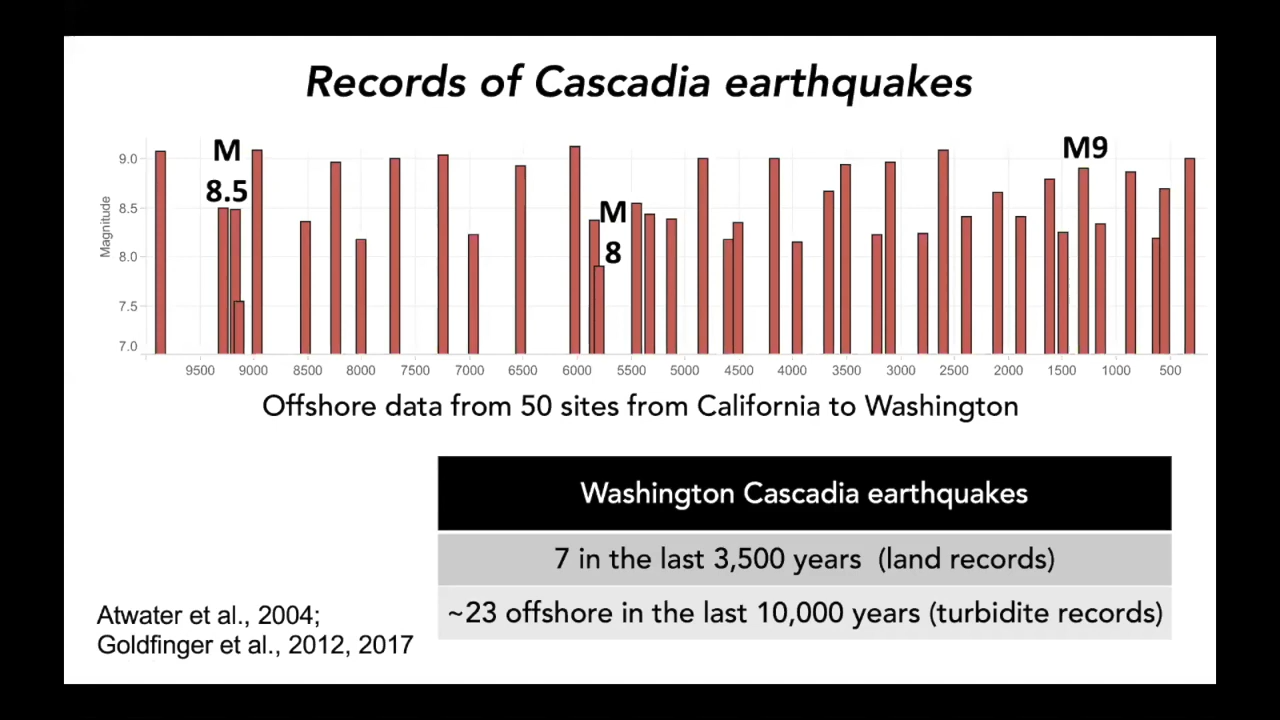 Records of Cascadia earthquakes
M
8.5
M
8
M9
Magnitude
9.0
8.5
8.0
7.5
7.0
9500 9000 8500 8000 7500 7000 6500 6000 5500 5000 4500 4000 3500 3000 2500 2000 1500 1000 500
Offshore data from 50 sites from California to Washington
Washington Cascadia earthquakes
7 in the last 3,500 years (land records)
~23 offshore in the last 10,000 years (turbidite records)
Atwater et al., 2004;
Goldfinger et al., 2012, 2017